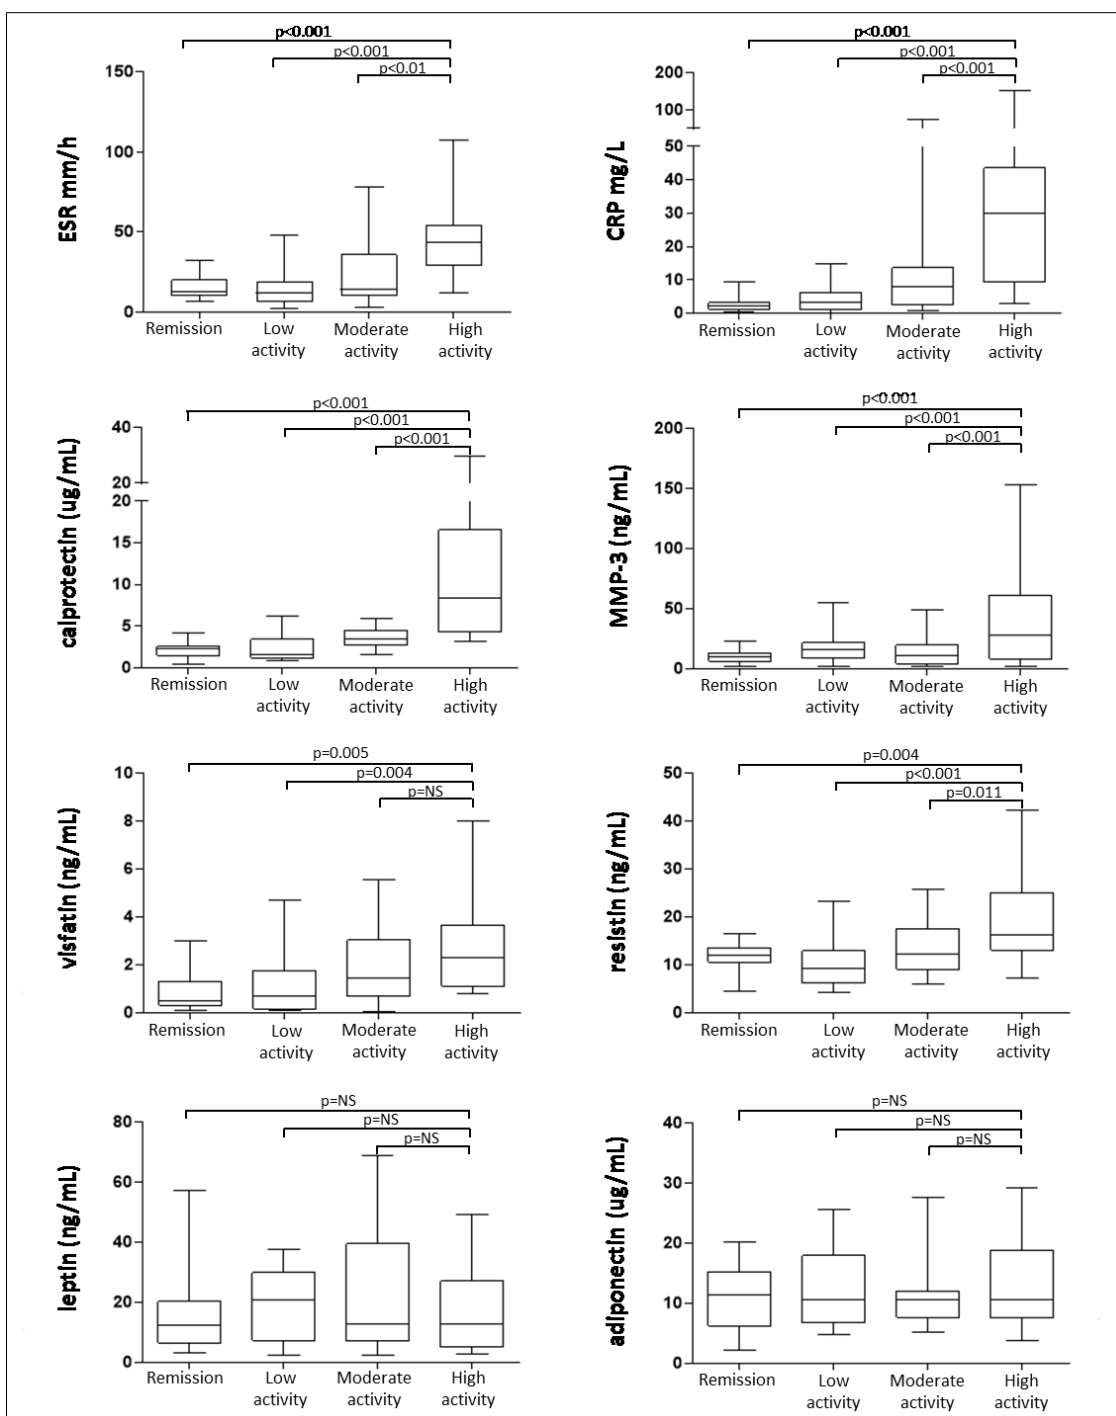 p<0.001
p<0.001
p<0.01
150
100
50
0
ESR mm/h
Remission
Low activity
Moderate activity
High activity
p<0.001
p<0.001
p<0.001
200
150
100
50
50
40
30
20
10
0
CRP mg/L
Remission
Low activity
Moderate activity
High activity
p<0.001
p<0.001
p<0.001
40
20
20
15
10
5
0
calprotectin (ug/mL)
Remission
Low activity
Moderate activity
High activity
p<0.001
p<0.001
p<0.001
200
150
100
50
0
MMP-3 (ng/mL)
Remission
Low activity
Moderate activity
High activity
p=0.005
p=0.004
p=NS
10
8
6
4
2
0
visfatin (ng/mL)
Remission
Low activity
Moderate activity
High activity
p=0.004
p<0.001
p=0.011
50
40
30
20
10
0
resistin (ng/mL)
Remission
Low activity
Moderate activity
High activity
p=NS
p=NS
p=NS
80
60
40
20
0
leptin (ng/mL)
Remission
Low activity
Moderate activity
High activity
p=NS
p=NS
p=NS
40
30
20
10
0
adiponectin (ug/mL)
Remission
Low activity
Moderate activity
High activity